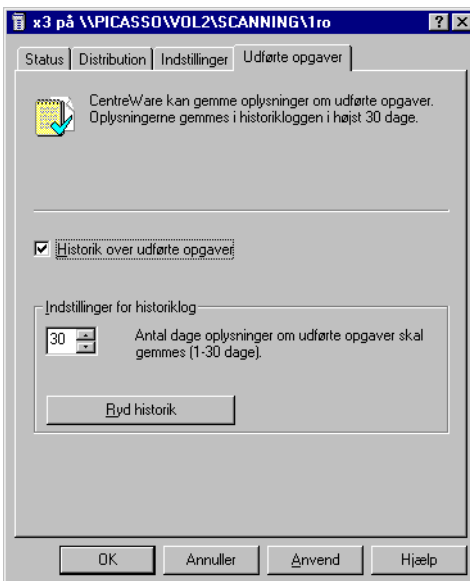 x3 på \\PICASSO\VOL2\SCANNING\1ro
Status Distribution Indstillinger Udførte opgaver
CentreWare kan gemme oplysninger om udførte opgaver.
Oplysningerne gemmes i historikloggen i højst 30 dage.
Historik over udførte opgaver
Indstillinger for historiklog
30 Antal dage oplysninger om udførte opgaver skal
gemmes (1-30 dage).
Ryd historik
OK Annuller Anvend Hjælp